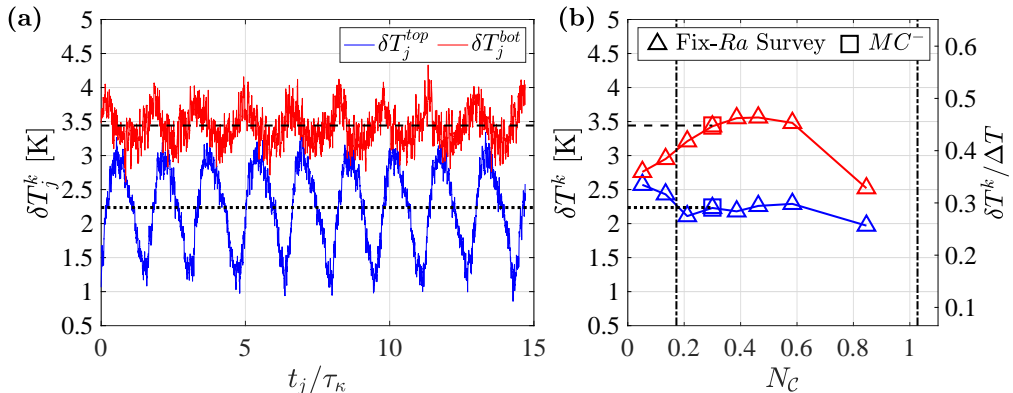 (a)
δT_j^k [K]
5
4.5
4
3.5
3
2.5
2
1.5
1
0.5
δT_j^{top} δT_j^{bot}
0 5 10 15
t_j/τ_κ
(b)
δT^k [K]
5
4.5
4
3.5
3
2.5
2
1.5
1
0.5
Fix-Ra Survey MC^-
0.6
0.5
0.4
0.3
0.2
0.1
δT^k/ΔT
0 0.2 0.4 0.6 0.8 1
N_𝒞